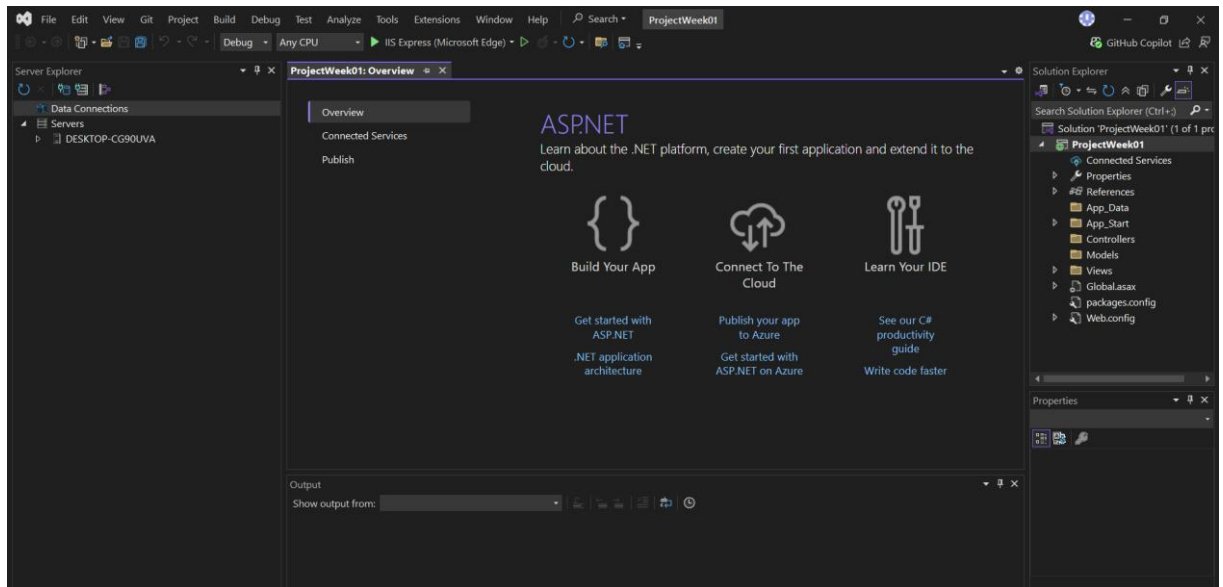 File Edit View Git Project Build Debug Test Analyze Tools Extensions Window Help Search ProjectWeek01
Debug Any CPU IIS Express (Microsoft Edge) GitHub Copilot
Server Explorer
Data Connections
Servers
DESKTOP-CG90UVA
ProjectWeek01: Overview
Overview
Connected Services
Publish
ASP.NET
Learn about the .NET platform, create your first application and extend it to the
cloud.
Build Your App
Get started with
ASP.NET
.NET application
architecture
Connect To The
Cloud
Publish your app
to Azure
Get started with
ASP.NET on Azure
Learn Your IDE
See our C#
productivity
guide
Write code faster
Output
Show output from:
Solution Explorer
Search Solution Explorer (Ctrl+;)
Solution 'ProjectWeek01' (1 of 1 pro
ProjectWeek01
Connected Services
Properties
References
App_Data
App_Start
Controllers
Models
Views
Global.asax
packages.config
Web.config
Properties